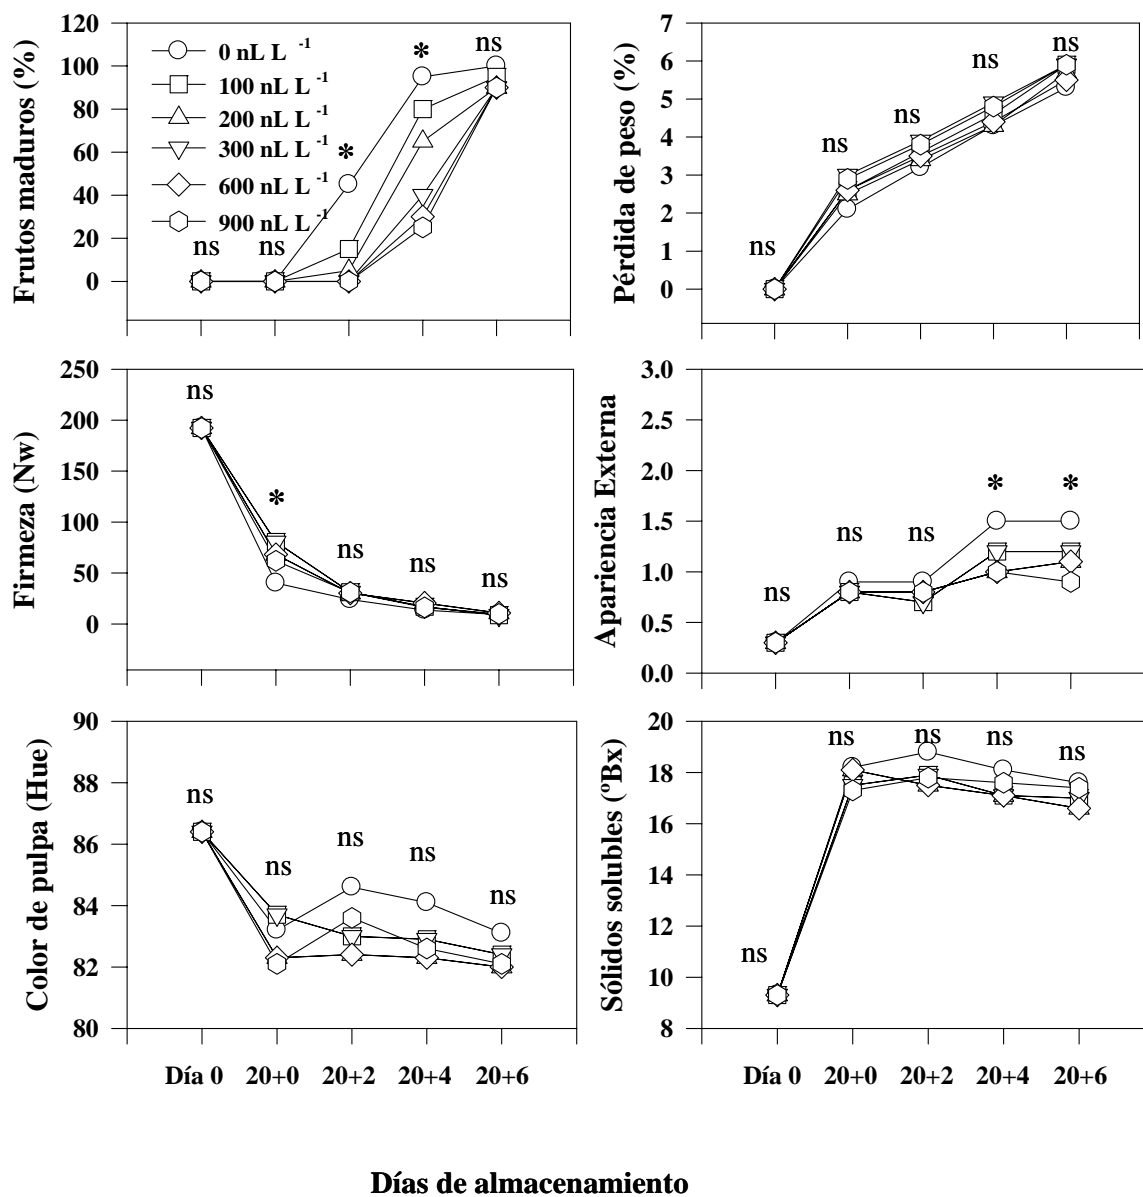 Frutos maduros (%)
120
100
80
60
40
20
0
0 nL L -1
100 nL L -1
200 nL L -1
300 nL L -1
600 nL L -1
900 nL L -1
ns
ns
*
*
ns
Pérdida de peso (%)
7
6
5
4
3
2
1
0
ns
ns
ns
ns
ns
Firmeza (Nw)
250
200
150
100
50
0
ns
*
ns
ns
ns
Apariencia Externa
3.0
2.5
2.0
1.5
1.0
0.5
0.0
ns
ns
ns
*
*
Color de pulpa (Hue)
90
88
86
84
82
80
ns
ns
ns
ns
ns
Día 0 20+0 20+2 20+4 20+6
Sólidos solubles (ºBx)
20
18
16
14
12
10
8
ns
ns
ns
ns
ns
Día 0 20+0 20+2 20+4 20+6
Días de almacenamiento